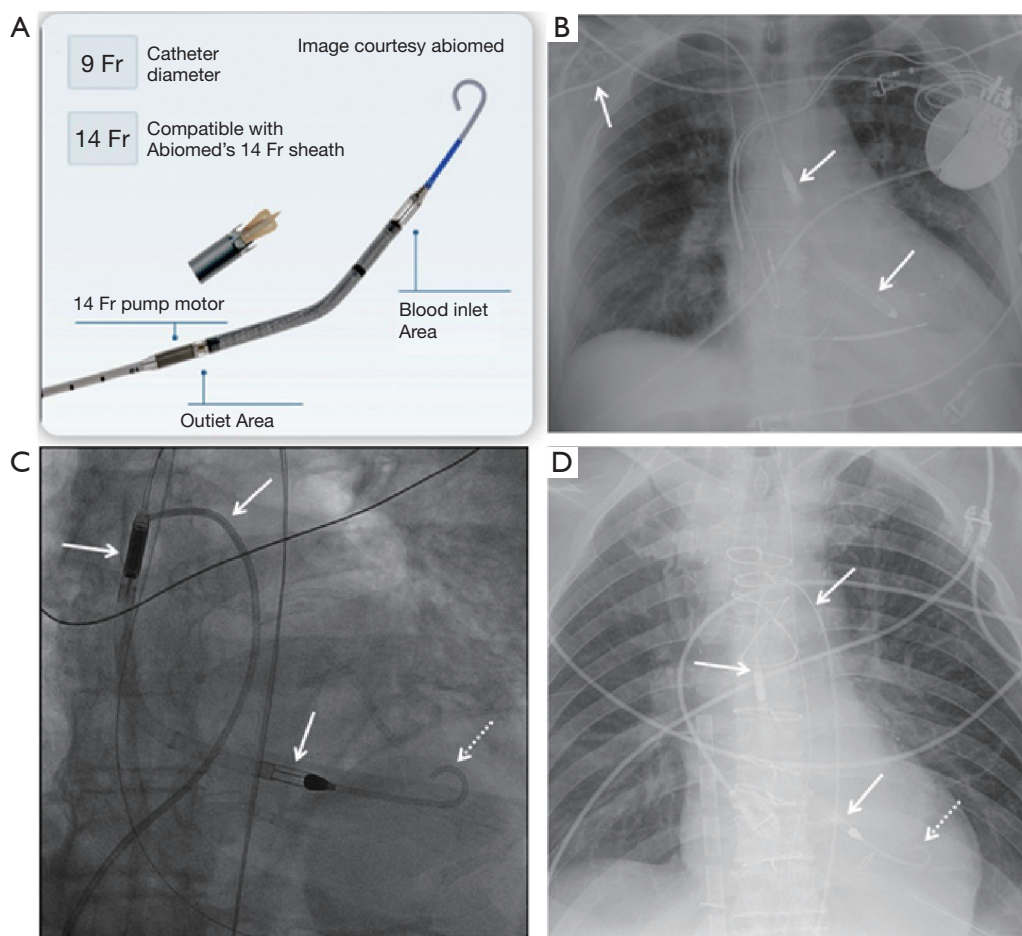 A
9 Fr
Catheter
diameter
Image courtesy abiomed
14 Fr
Compatible with
Abiomed's 14 Fr sheath
14 Fr pump motor
Blood inlet
Area
Outiet Area
B
C
D